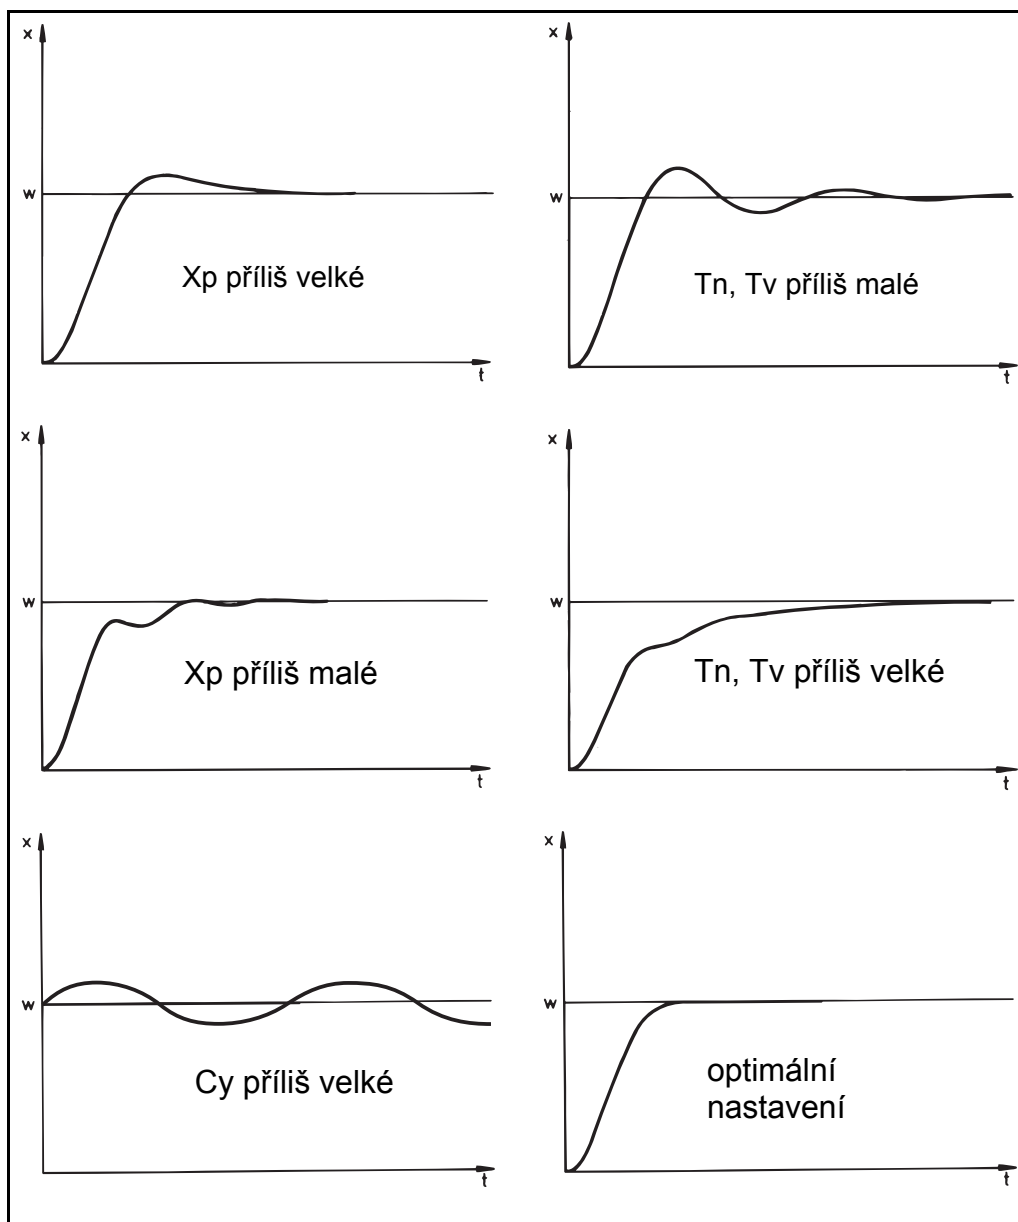 x
w
Xp příliš velké
t
x
w
Tn, Tv příliš malé
t
x
w
Xp příliš malé
t
x
w
Tn, Tv příliš velké
t
x
w
Cy příliš velké
t
x
w
optimální
nastavení
t